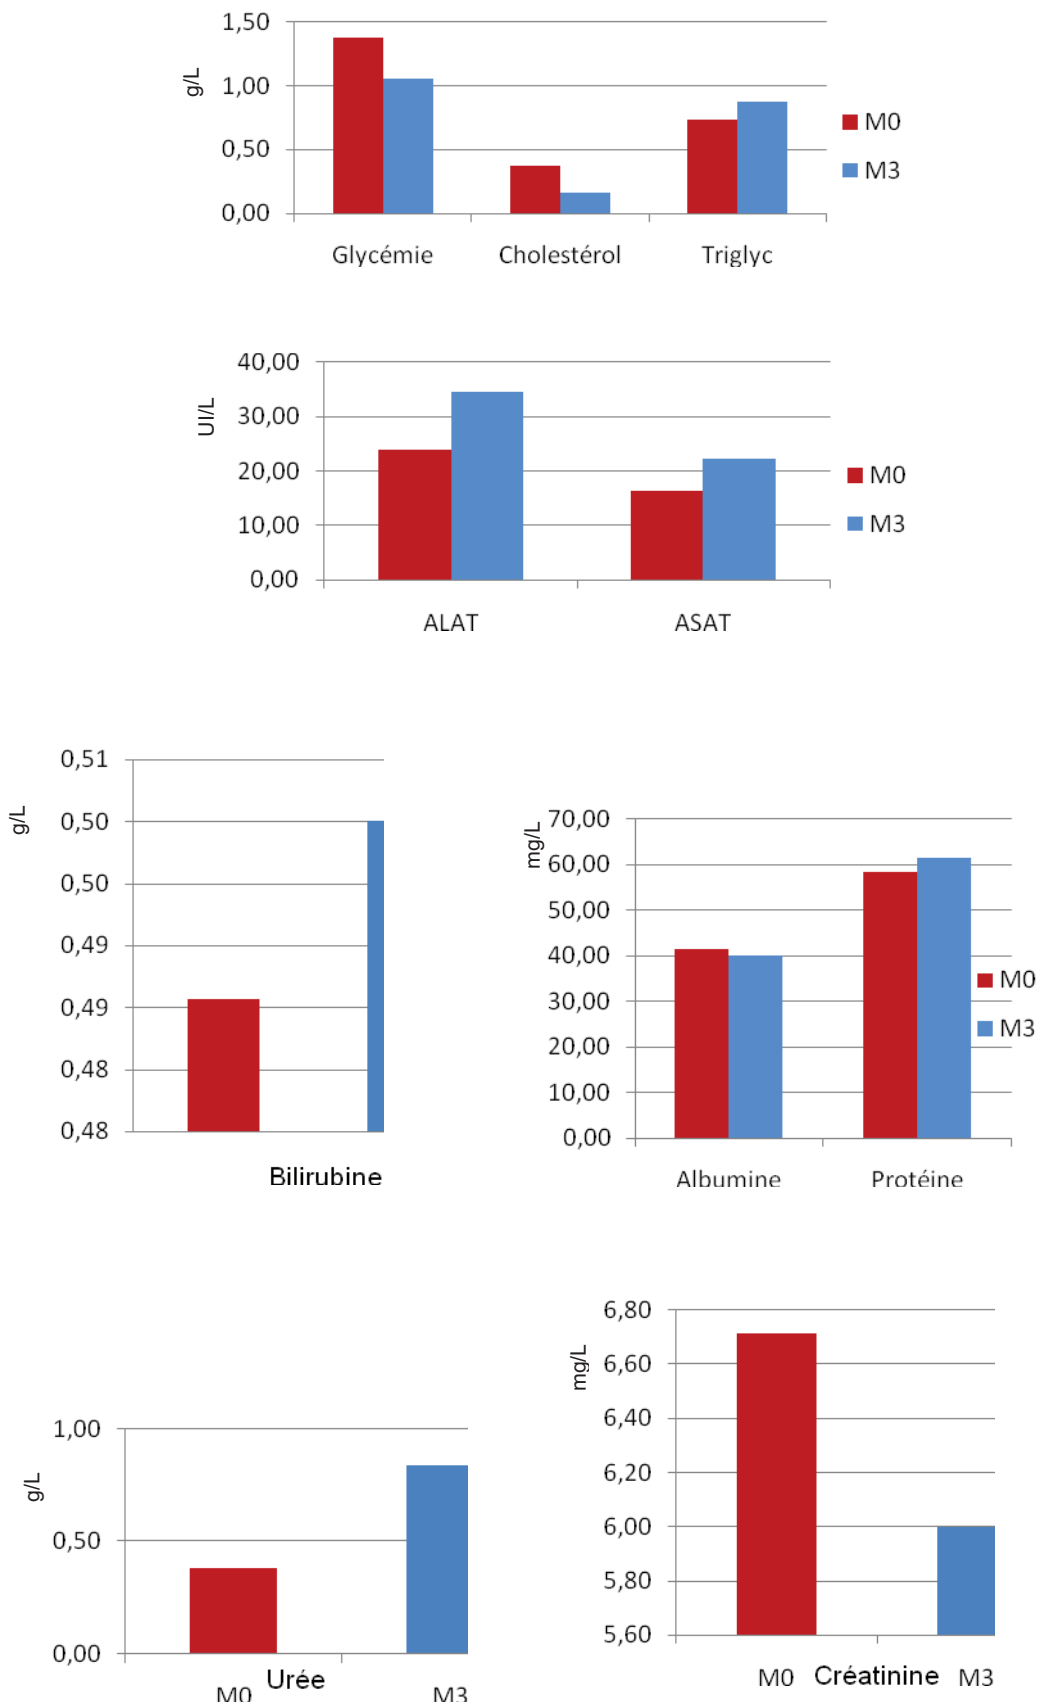 1,50
g/L
1,00
0,50
0,00
M0
M3
Glycémie Cholestérol Triglyc
40,00
UI/L
30,00
20,00
10,00
0,00
M0
M3
ALAT ASAT
0,51
g/L
0,50
0,50
0,49
0,49
0,48
0,48
Bilirubine
70,00
mg/L
60,00
50,00
40,00
30,00
20,00
10,00
0,00
M0
M3
Albumine Protéine
1,00
g/L
0,50
0,00
M0 Urée M3
6,80
mg/L
6,60
6,40
6,20
6,00
5,80
5,60
M0 Créatinine M3